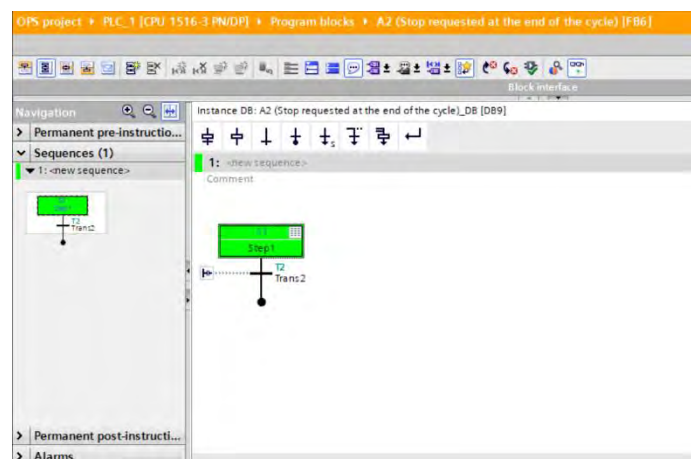 OPS project ▸ PLC_1 [CPU 1516-3 PN/DP] ▸ Program blocks ▸ A2 (Stop requested at the end of the cycle) [FB6]
Block interface
Navigation
Instance DB: A2 (Stop requested at the end of the cycle)_DB [DB9]
Permanent pre-instructio...
Sequences (1)
1: <new sequence>
1: <new sequence>
Comment
T2
Trans2
Step1
T2
Trans2
Permanent post-instructi...
Alarms